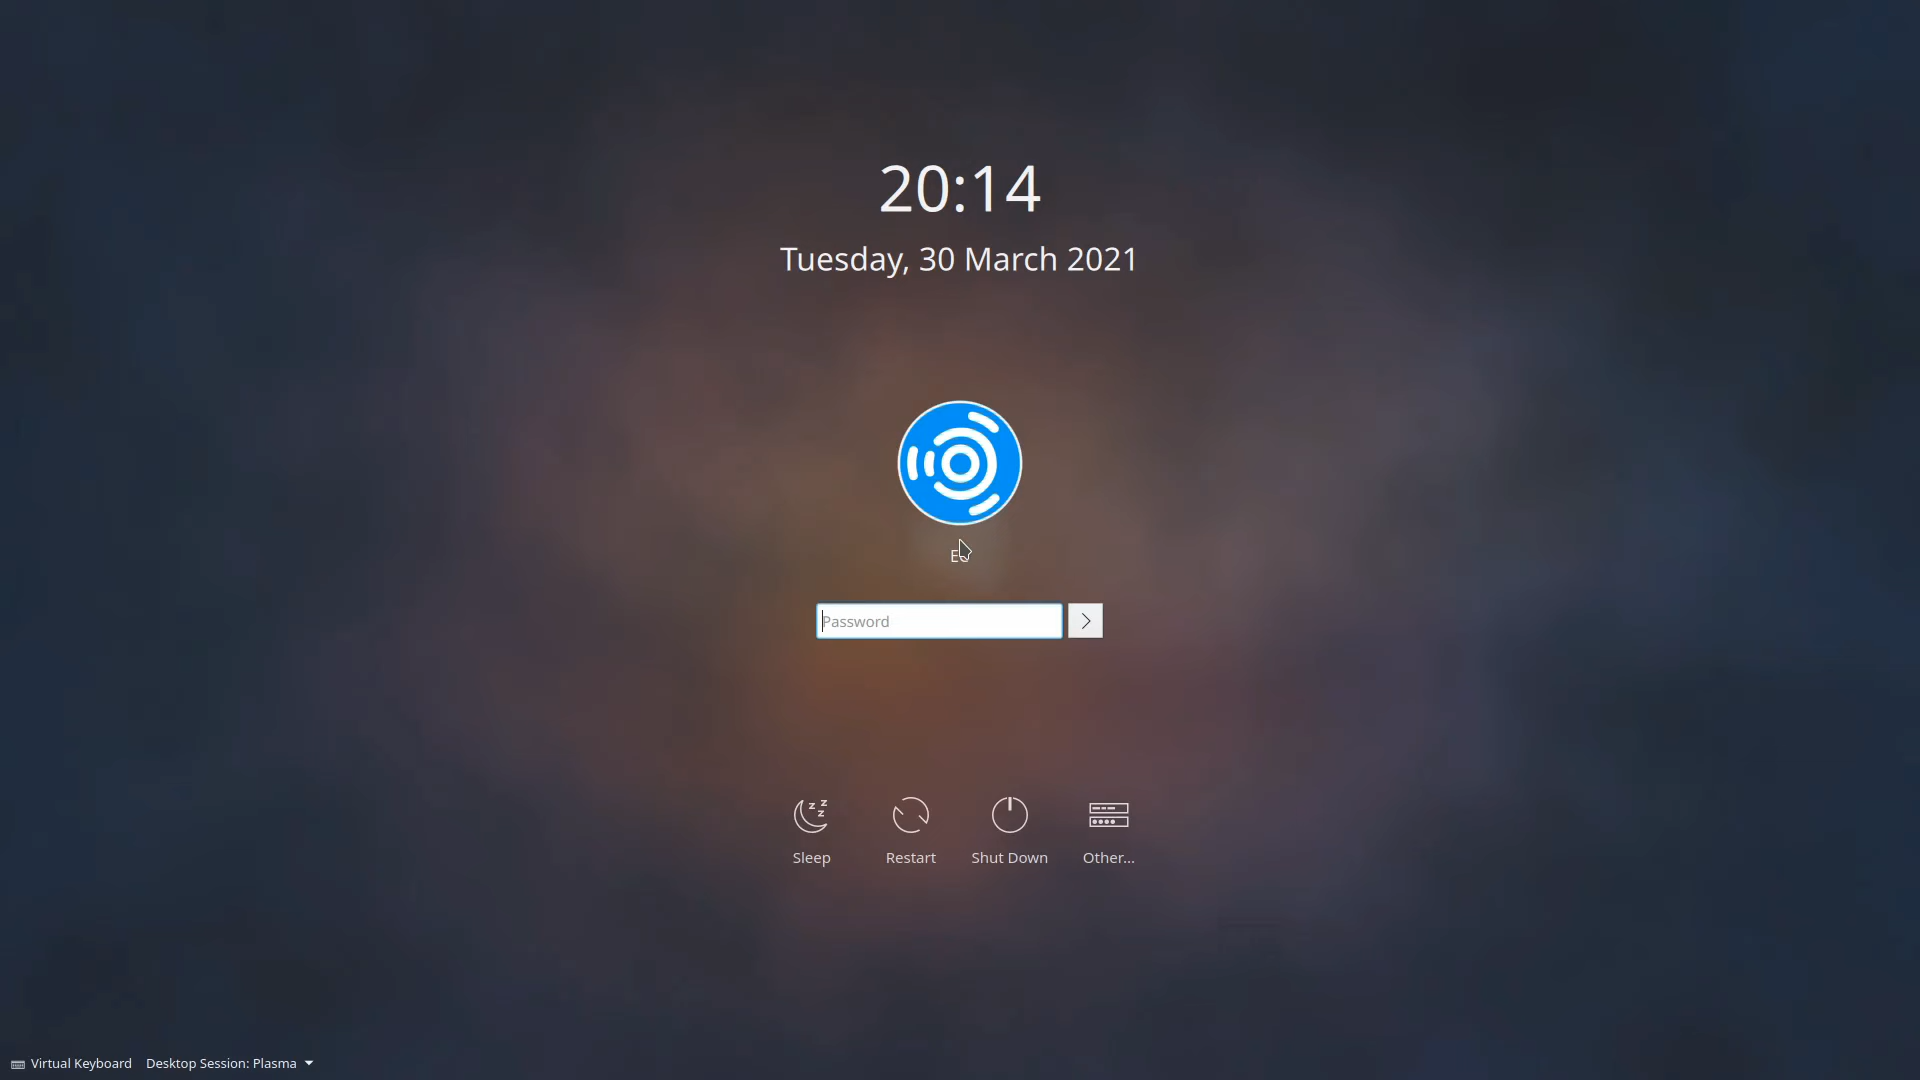 20:14
Tuesday, 30 March 2021
Password
Sleep
Restart
Shut Down
Other...
Virtual Keyboard
Desktop Session: Plasma